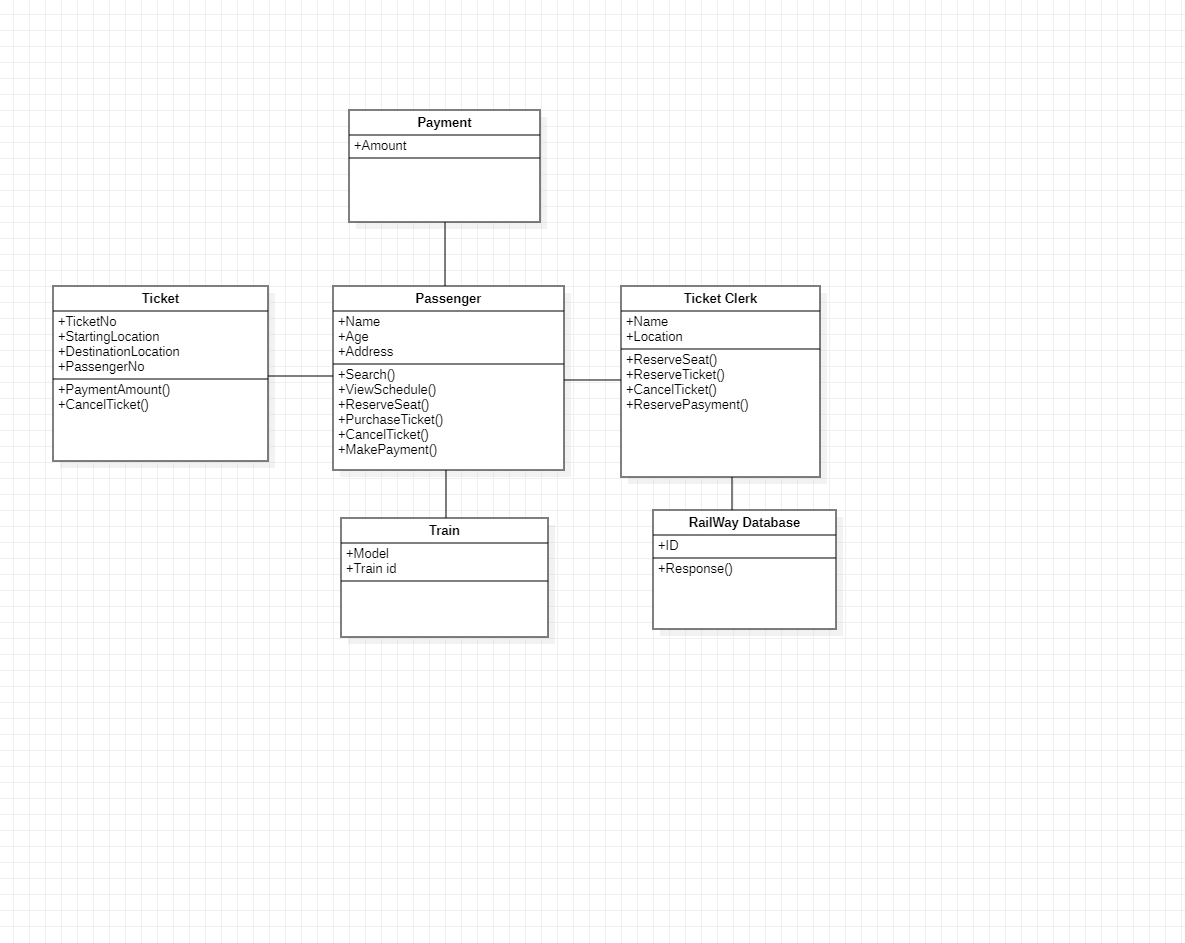 Payment
+Amount
Ticket
+TicketNo
+StartingLocation
+DestinationLocation
+PassengerNo
+PaymentAmount()
+CancelTicket()
Passenger
+Name
+Age
+Address
+Search()
+ViewSchedule()
+ReserveSeat()
+PurchaseTicket()
+CancelTicket()
+MakePayment()
Ticket Clerk
+Name
+Location
+ReserveSeat()
+ReserveTicket()
+CancelTicket()
+ReservePasyment()
Train
+Model
+Train id
RailWay Database
+ID
+Response()